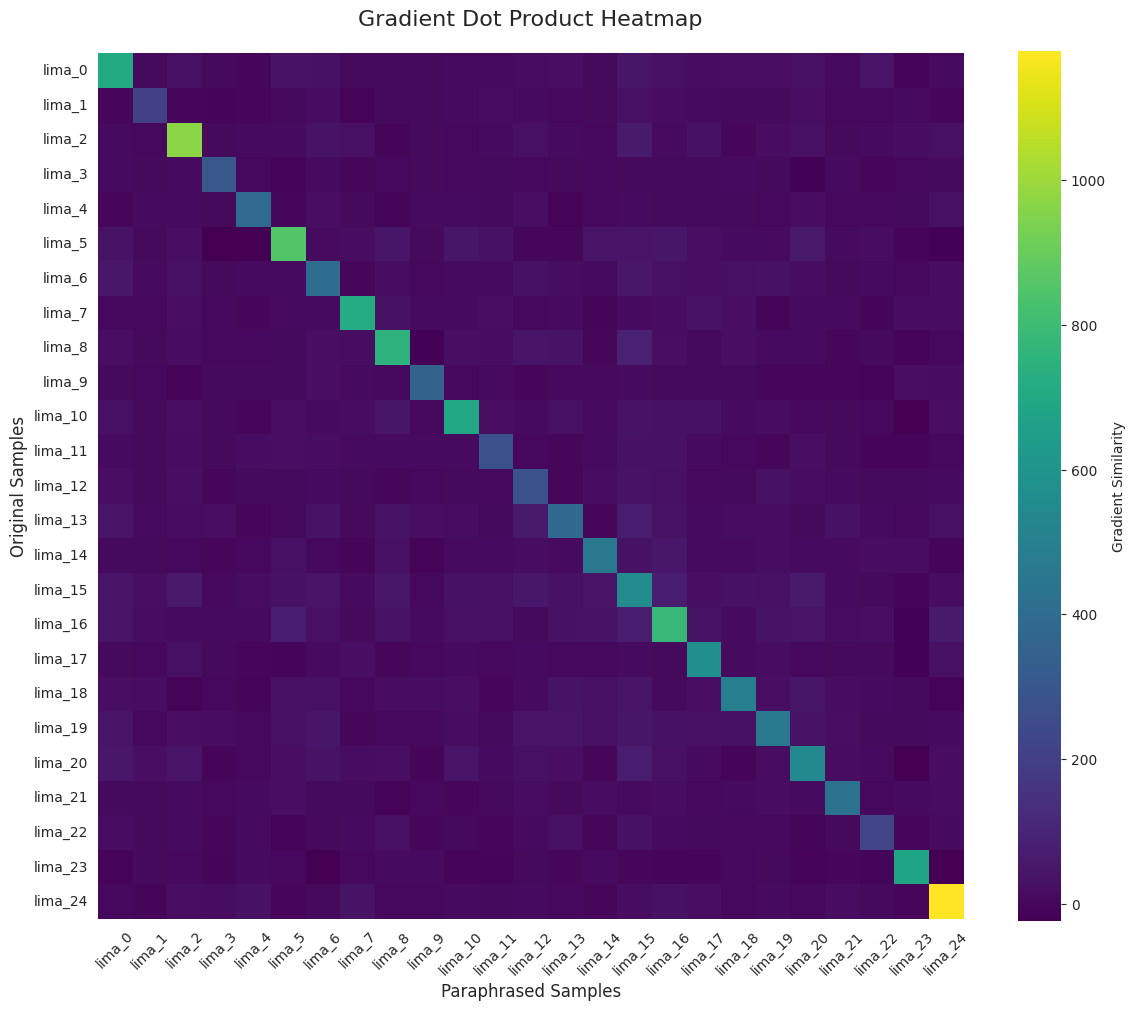 Gradient Dot Product Heatmap
Original Samples
lima_0
lima_1
lima_2
lima_3
lima_4
lima_5
lima_6
lima_7
lima_8
lima_9
lima_10
lima_11
lima_12
lima_13
lima_14
lima_15
lima_16
lima_17
lima_18
lima_19
lima_20
lima_21
lima_22
lima_23
lima_24
lima_0
lima_1
lima_2
lima_3
lima_4
lima_5
lima_6
lima_7
lima_8
lima_9
lima_10
lima_11
lima_12
lima_13
lima_14
lima_15
lima_16
lima_17
lima_18
lima_19
lima_20
lima_21
lima_22
lima_23
lima_24
Paraphrased Samples
1000
800
600
400
200
0
Gradient Similarity